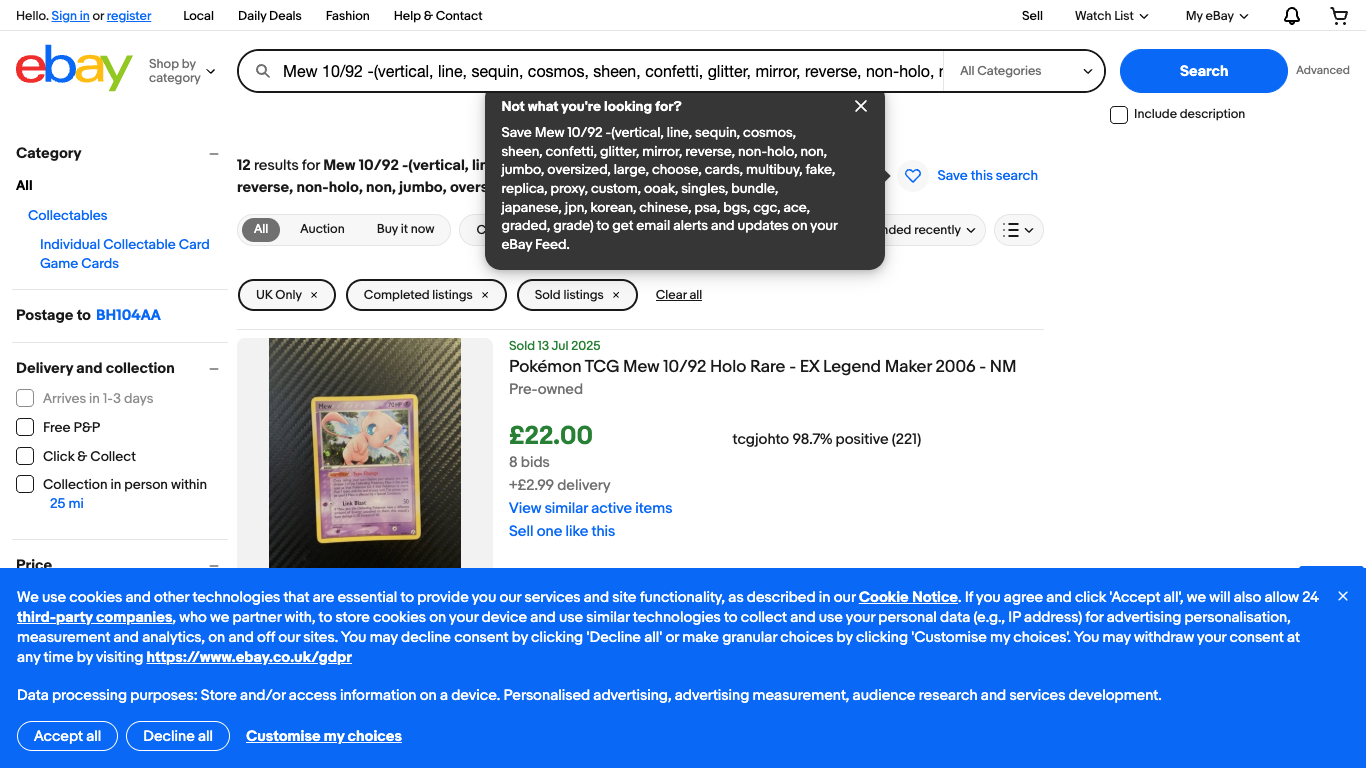 Hello. Sign in or register
Local
Daily Deals
Fashion
Help & Contact
Sell
Watch List
My eBay
ebay
Shop by
category
Mew 10/92 -(vertical, line, sequin, cosmos, sheen, confetti, glitter, mirror, reverse, non-holo, r
All Categories
Search
Advanced
Include description
Not what you're looking for?
Save Mew 10/92 -(vertical, line, sequin, cosmos,
sheen, confetti, glitter, mirror, reverse, non-holo, non,
jumbo, oversized, large, choose, cards, multibuy, fake,
replica, proxy, custom, ooak, singles, bundle,
japanese, jpn, korean, chinese, psa, bgs, cgc, ace,
graded, grade) to get email alerts and updates on your
eBay Feed.
Category
All
Collectables
Individual Collectable Card
Game Cards
Postage to BH104AA
Delivery and collection
Arrives in 1-3 days
Free P&P
Click & Collect
Collection in person within
25 mi
Price
12 results for Mew 10/92 -(vertical, lin
reverse, non-holo, non, jumbo, overs
Save this search
All
Auction
Buy it now
C
nded recently
UK Only
Completed listings
Sold listings
Clear all
Mew
Link Blast
Sold 13 Jul 2025
Pokémon TCG Mew 10/92 Holo Rare - EX Legend Maker 2006 - NM
Pre-owned
£22.00
8 bids
+£2.99 delivery
View similar active items
Sell one like this
tcgjohto 98.7% positive (221)
We use cookies and other technologies that are essential to provide you our services and site functionality, as described in our Cookie Notice. If you agree and click 'Accept all', we will also allow 24
third-party companies, who we partner with, to store cookies on your device and use similar technologies to collect and use your personal data (e.g., IP address) for advertising personalisation,
measurement and analytics, on and off our sites. You may decline consent by clicking 'Decline all' or make granular choices by clicking 'Customise my choices'. You may withdraw your consent at
any time by visiting https://www.ebay.co.uk/gdpr
Data processing purposes: Store and/or access information on a device. Personalised advertising, advertising measurement, audience research and services development.
Accept all
Decline all
Customise my choices